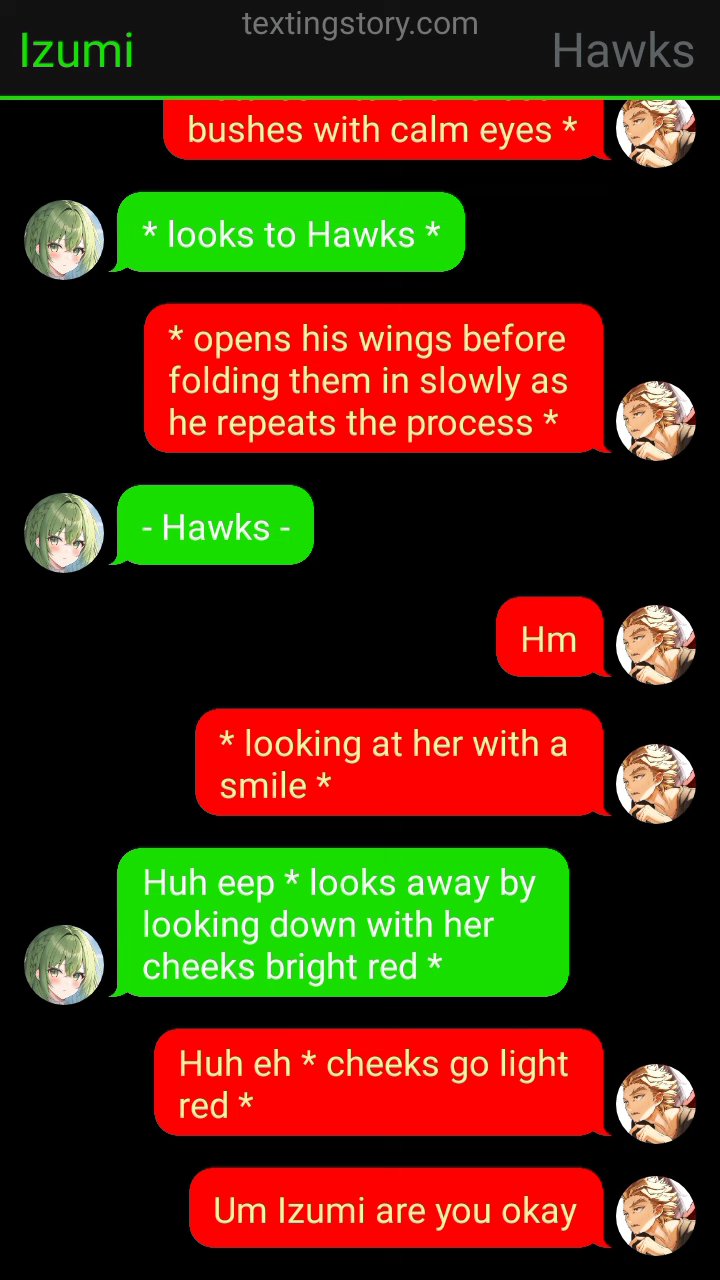 textingstory.com
Izumi
Hawks
bushes with calm eyes *
* looks to Hawks *
* opens his wings before
folding them in slowly as
he repeats the process *
- Hawks -
Hm
* looking at her with a
smile *
Huh eep * looks away by
looking down with her
cheeks bright red *
Huh eh * cheeks go light
red *
Um Izumi are you okay